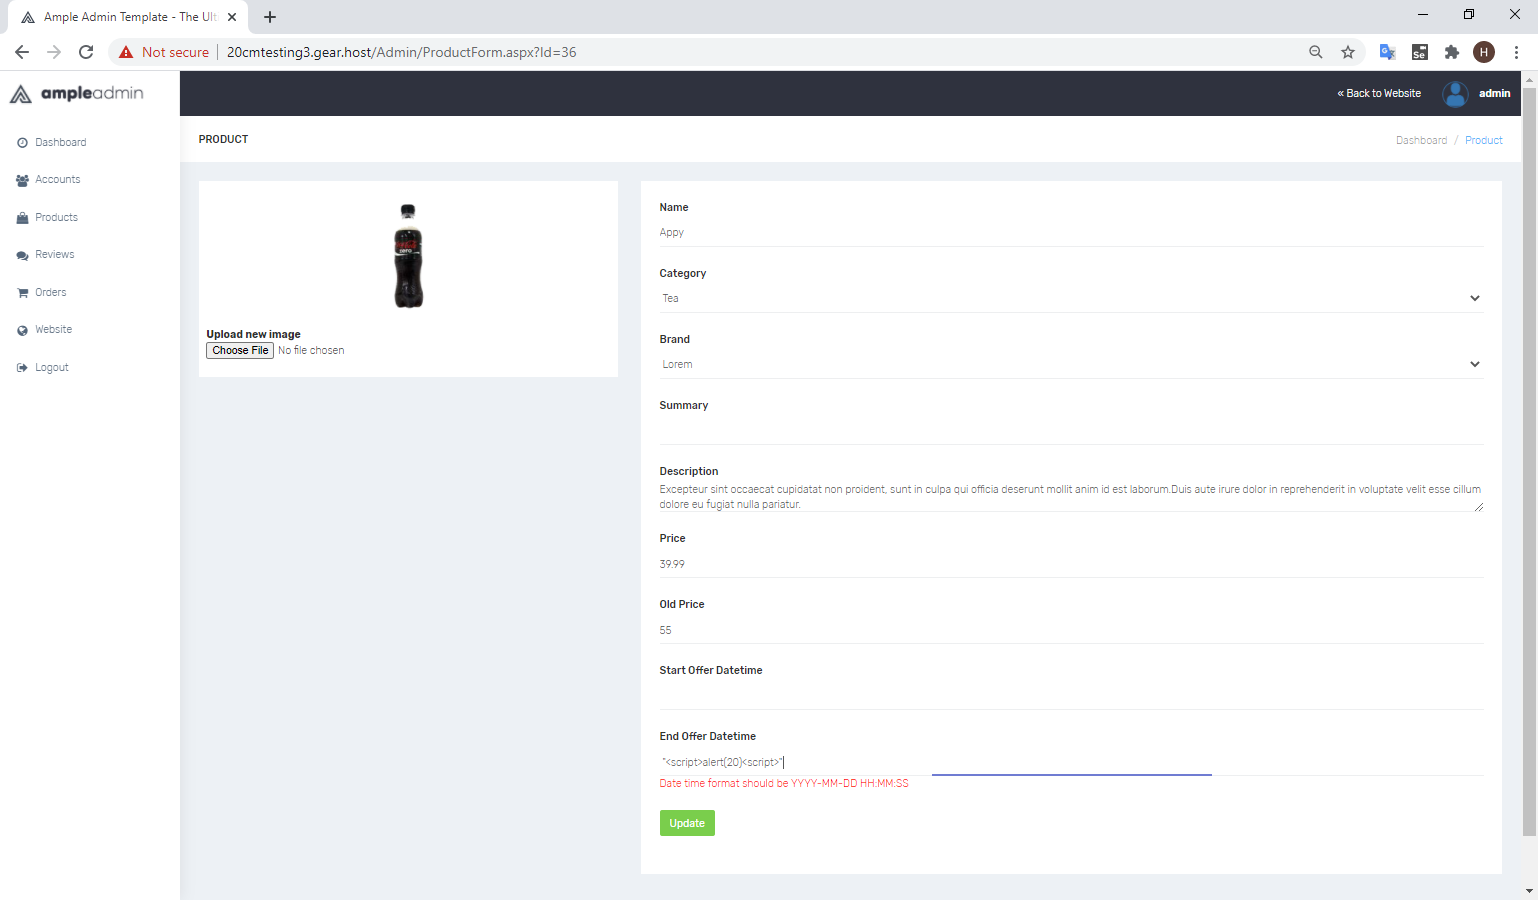 Ample Admin Template - The Ult
Not secure
20cmtesting3.gear.host/Admin/ProductForm.aspx?Id=36
Se
H
ampleadmin
« Back to Website
admin
Dashboard
Accounts
Products
Reviews
Orders
Website
Logout
PRODUCT
Dashboard / Product
zero
Upload new image
Choose File No file chosen
Name
Appy
Category
Tea
Brand
Lorem
Summary
Description
Excepteur sint occaecat cupidatat non proident, sunt in culpa qui officia deserunt mollit anim id est laborum.Duis aute irure dolor in reprehenderit in voluptate velit esse cillum
dolore eu fugiat nulla pariatur.
Price
39.99
Old Price
55
Start Offer Datetime
End Offer Datetime
"<script>alert(20)<script>"
Date time format should be YYYY-MM-DD HH:MM:SS
Update